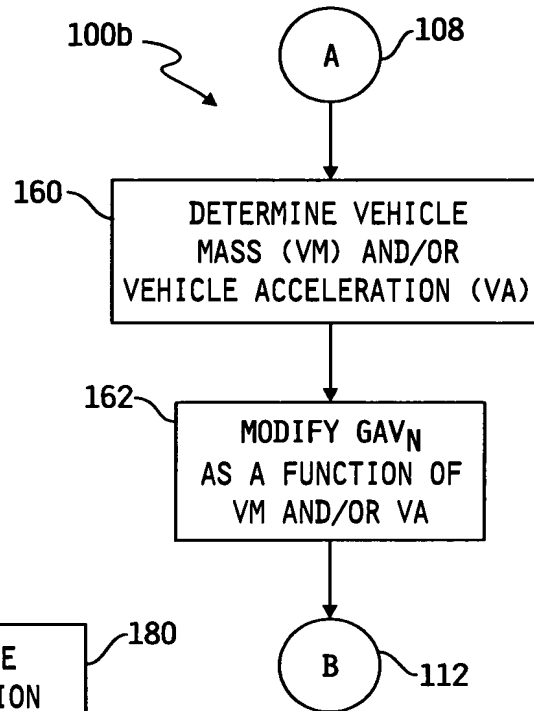 100b
A
108
160
DETERMINE VEHICLE
MASS (VM) AND/OR
VEHICLE ACCELERATION (VA)
162
MODIFY GAVN
AS A FUNCTION OF
VM AND/OR VA
180
B
112